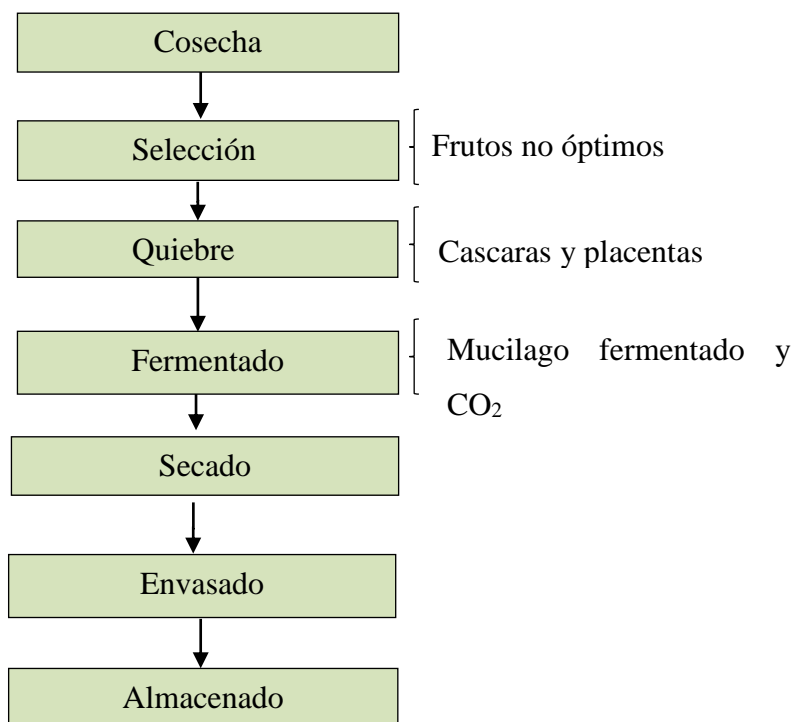 Cosecha
Selección
Frutos no óptimos
Quiebre
Cascaras y placentas
Fermentado
Mucilago fermentado y
CO₂
Secado
Envasado
Almacenado